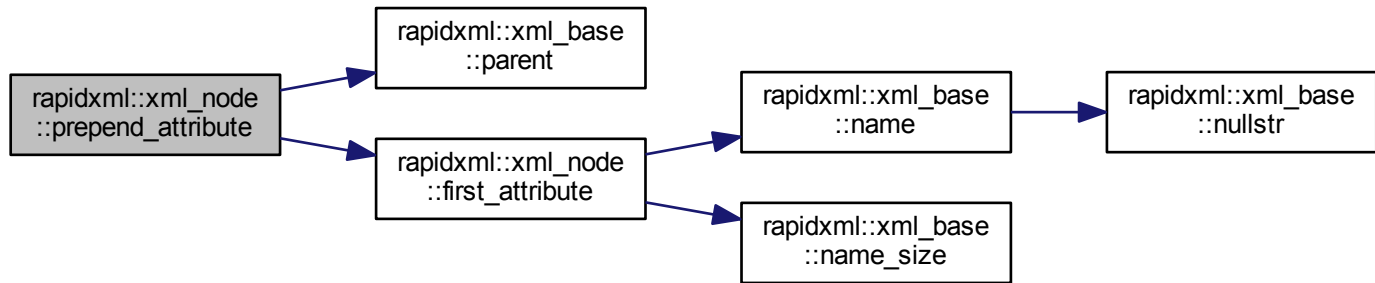 rapidxml::xml_node
::prepend_attribute
rapidxml::xml_base
::parent
rapidxml::xml_node
::first_attribute
rapidxml::xml_base
::name
rapidxml::xml_base
::name_size
rapidxml::xml_base
::nullstr